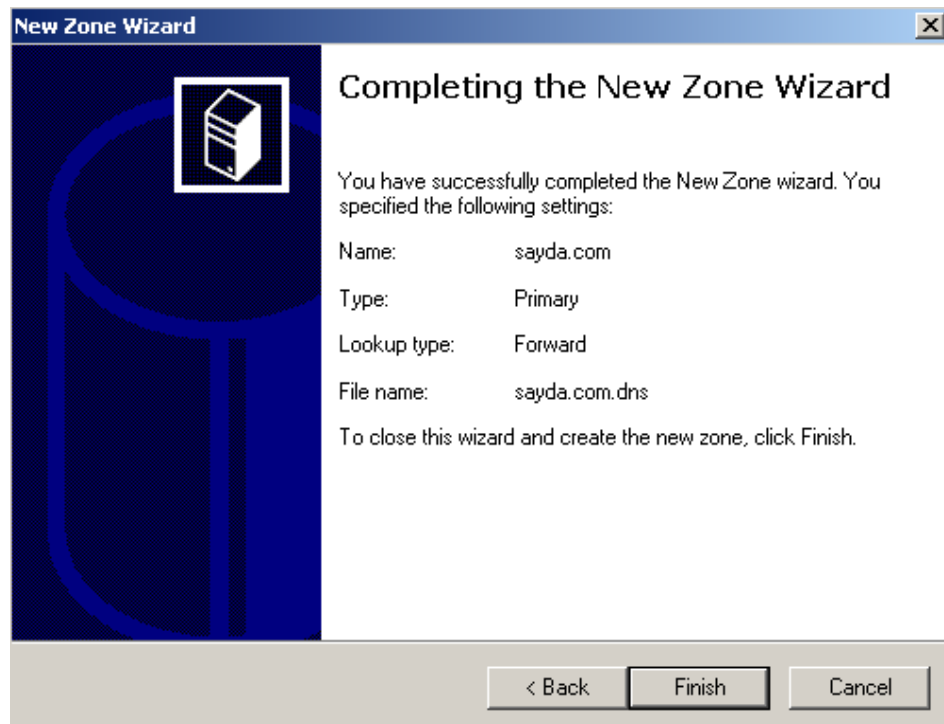 New Zone Wizard
Completing the New Zone Wizard
You have successfully completed the New Zone wizard. You
specified the following settings:
Name: sayda.com
Type: Primary
Lookup type: Forward
File name: sayda.com.dns
To close this wizard and create the new zone, click Finish.
< Back Finish Cancel